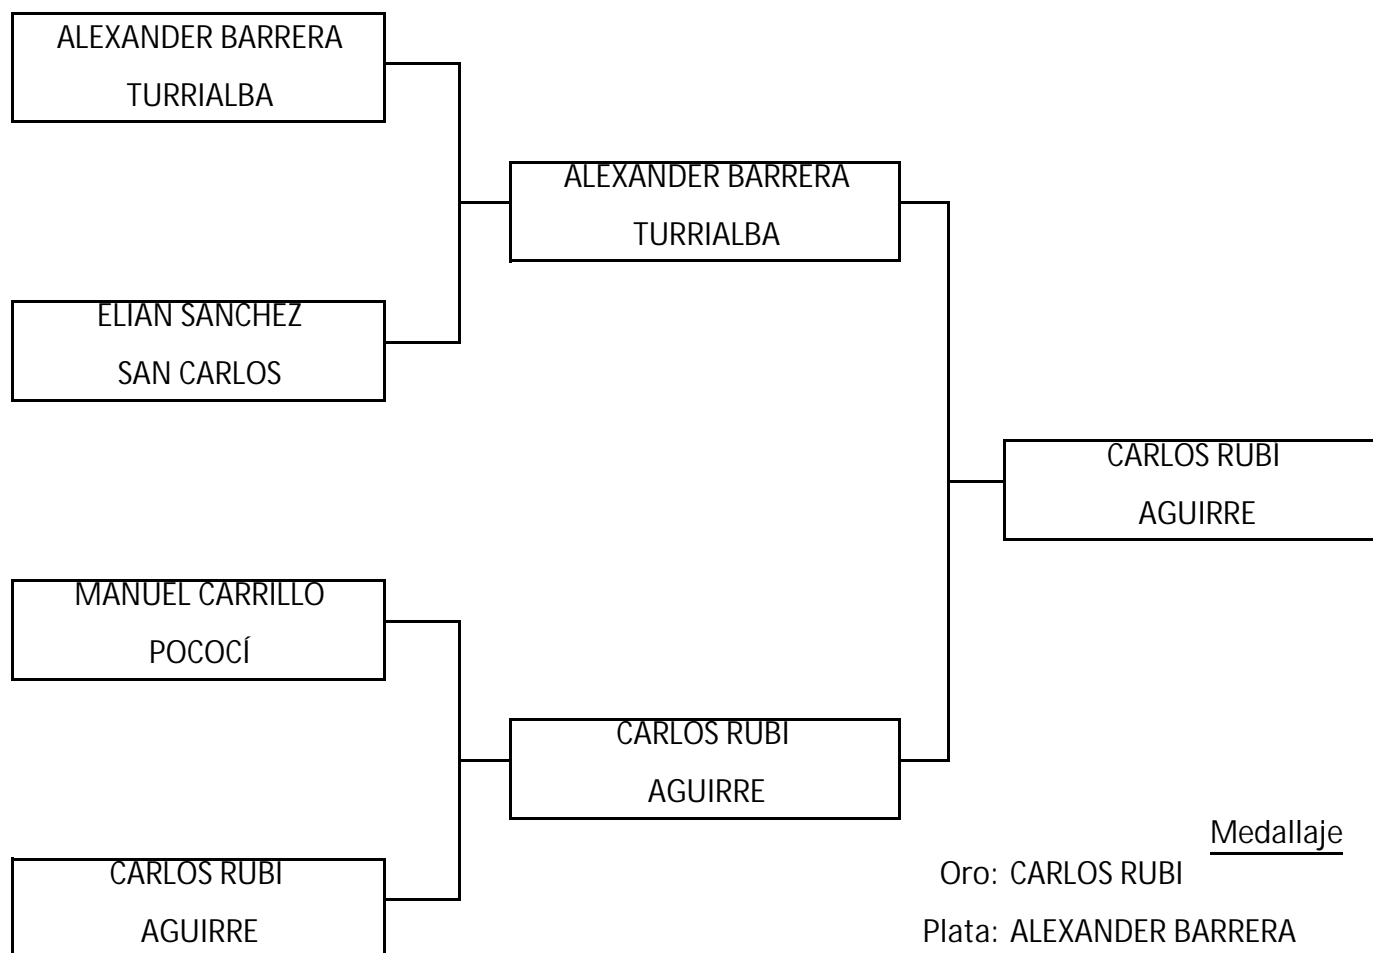 ALEXANDER BARRERA
TURRIALBA
ALEXANDER BARRERA
TURRIALBA
ELIAN SANCHEZ
SAN CARLOS
CARLOS RUBI
AGUIRRE
MANUEL CARRILLO
POCOCÍ
CARLOS RUBI
AGUIRRE
CARLOS RUBI
AGUIRRE
Medallaje
Oro: CARLOS RUBI
Plata: ALEXANDER BARRERA